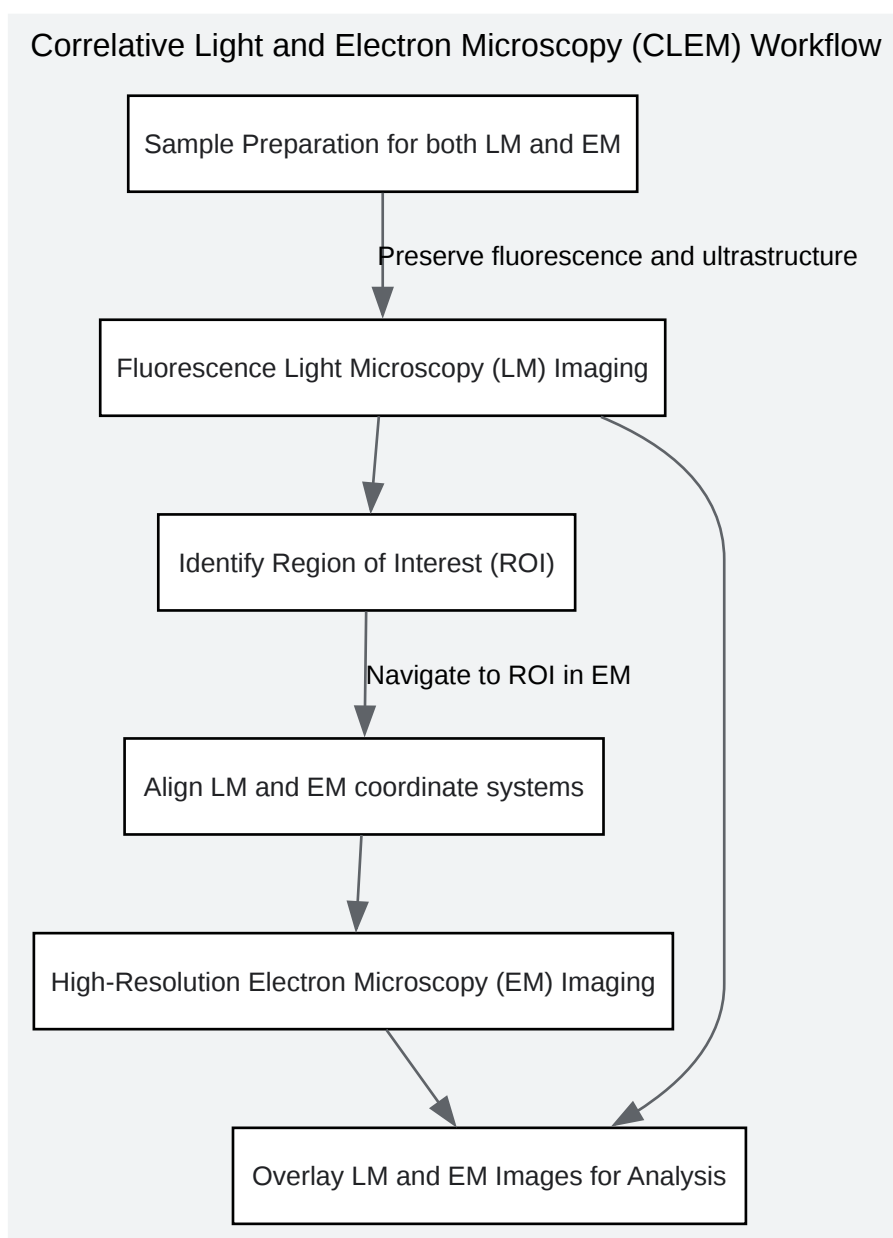 Correlative Light and Electron Microscopy (CLEM) Workflow
Sample Preparation for both LM and EM
Preserve fluorescence and ultrastructure
Fluorescence Light Microscopy (LM) Imaging
Identify Region of Interest (ROI)
Navigate to ROI in EM
Align LM and EM coordinate systems
High-Resolution Electron Microscopy (EM) Imaging
Overlay LM and EM Images for Analysis